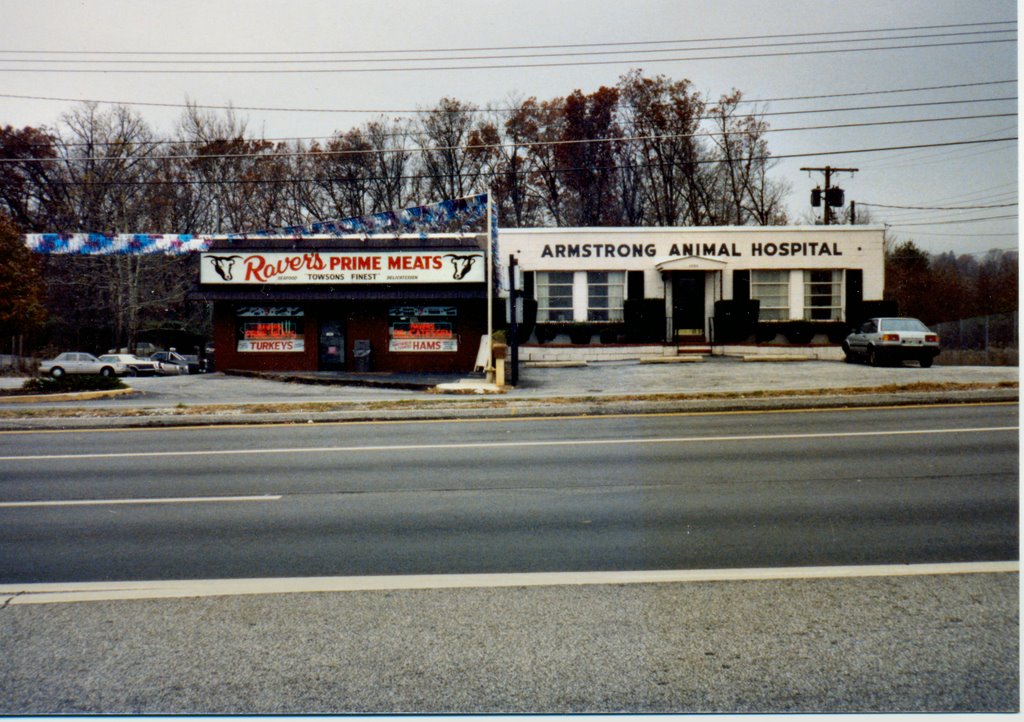 Raver's PRIME MEATS
SEAFOOD TOWSONS FINEST DELICATESSEN
TURKEYS
HAMS
ARMSTRONG ANIMAL HOSPITAL